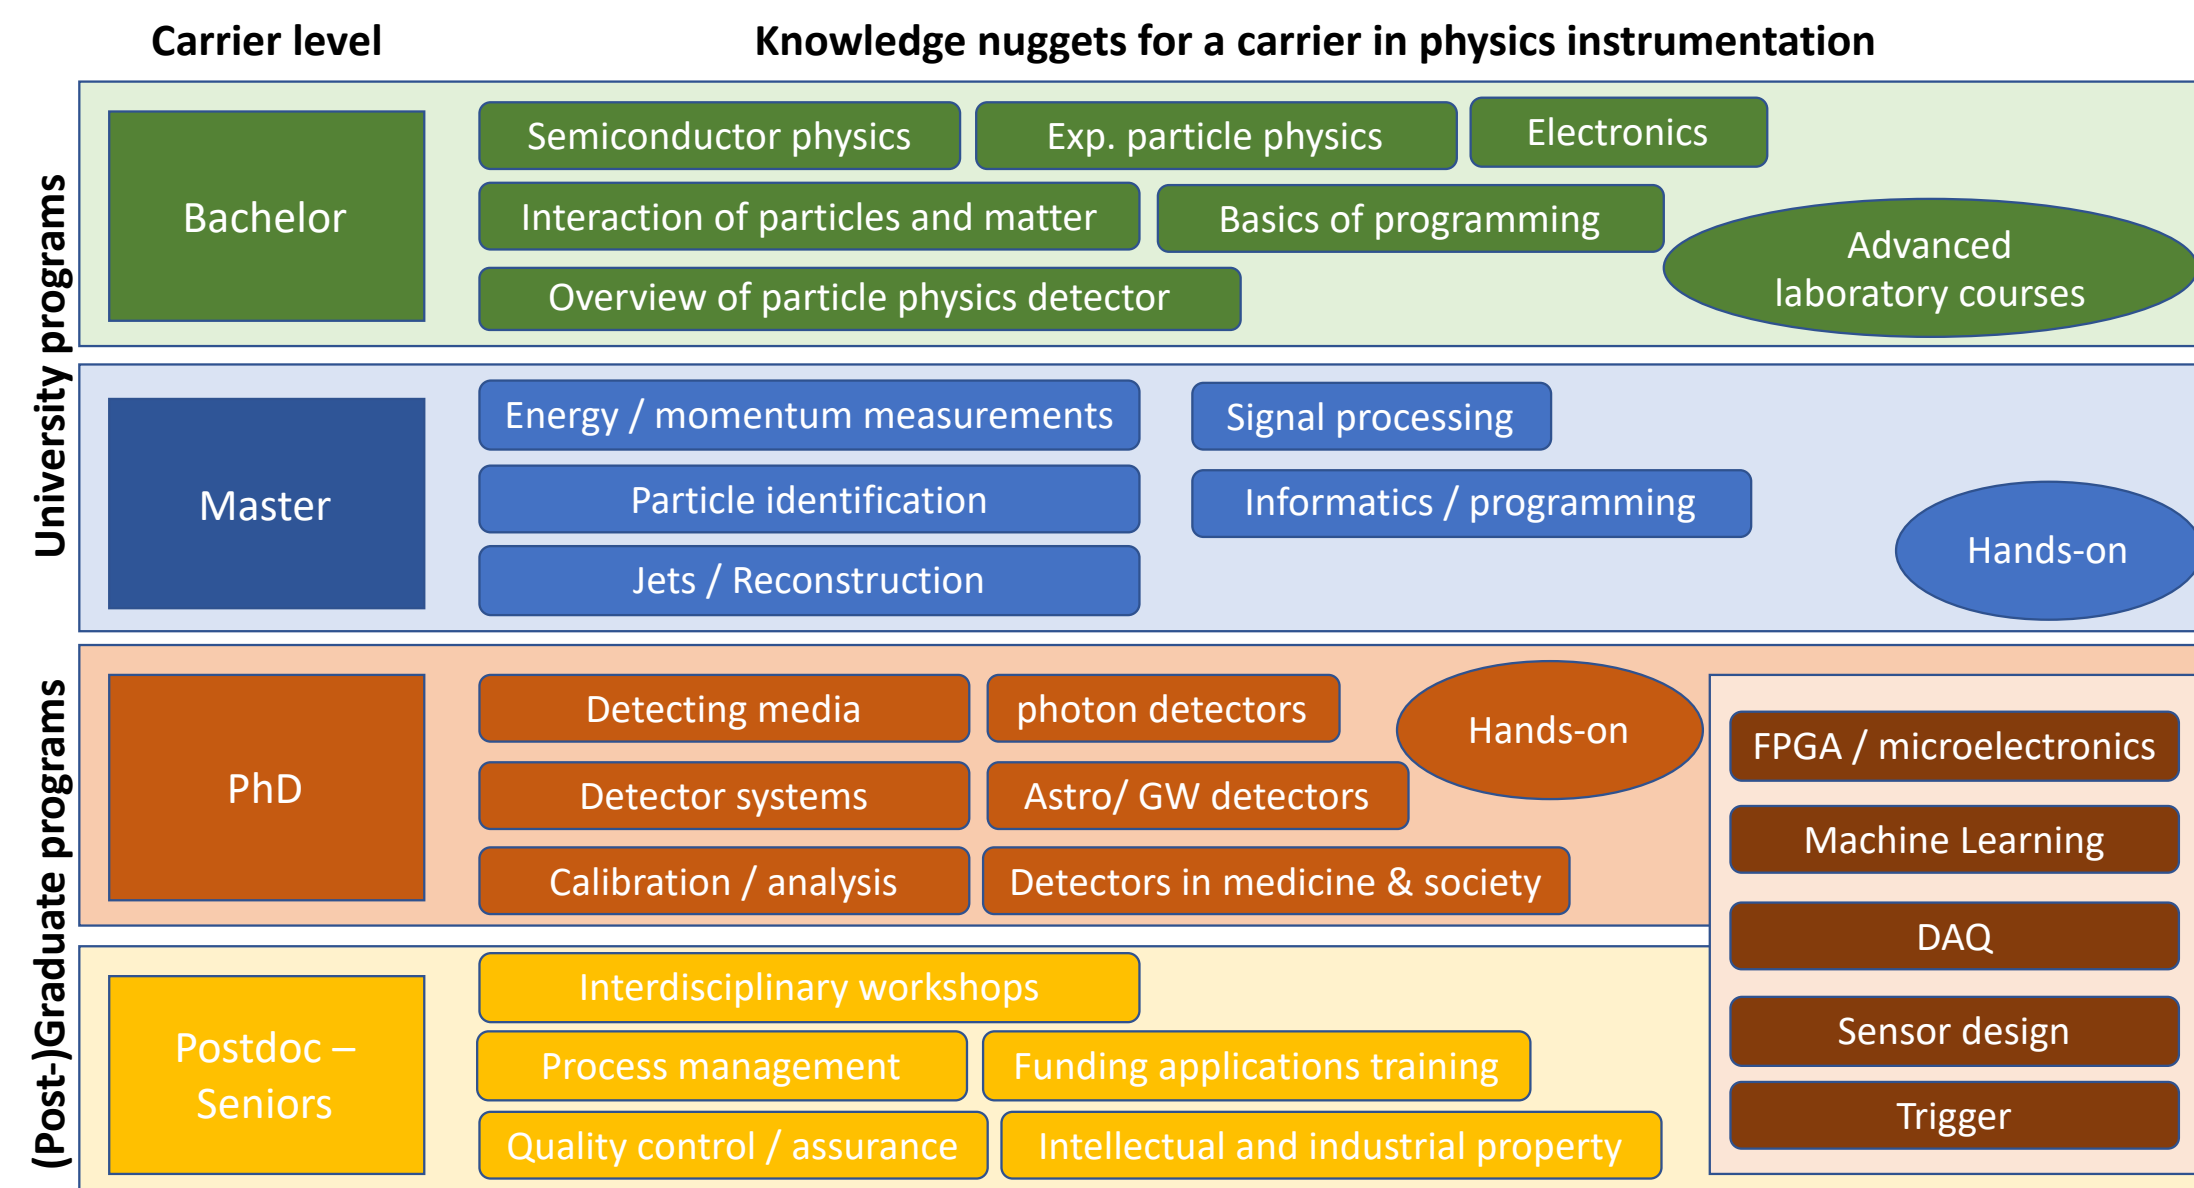 Carrier level
Knowledge nuggets for a carrier in physics instrumentation
University programs
Bachelor
Semiconductor physics
Exp. particle physics
Electronics
Interaction of particles and matter
Basics of programming
Advanced
laboratory courses
Overview of particle physics detector
Master
Energy / momentum measurements
Signal processing
Particle identification
Informatics / programming
Hands-on
Jets / Reconstruction
(Post-)Graduate programs
PhD
Detecting media
photon detectors
Hands-on
Detector systems
Astro/ GW detectors
Calibration / analysis
Detectors in medicine & society
FPGA / microelectronics
Machine Learning
DAQ
Sensor design
Trigger
Postdoc –
Seniors
Interdisciplinary workshops
Process management
Funding applications training
Quality control / assurance
Intellectual and industrial property